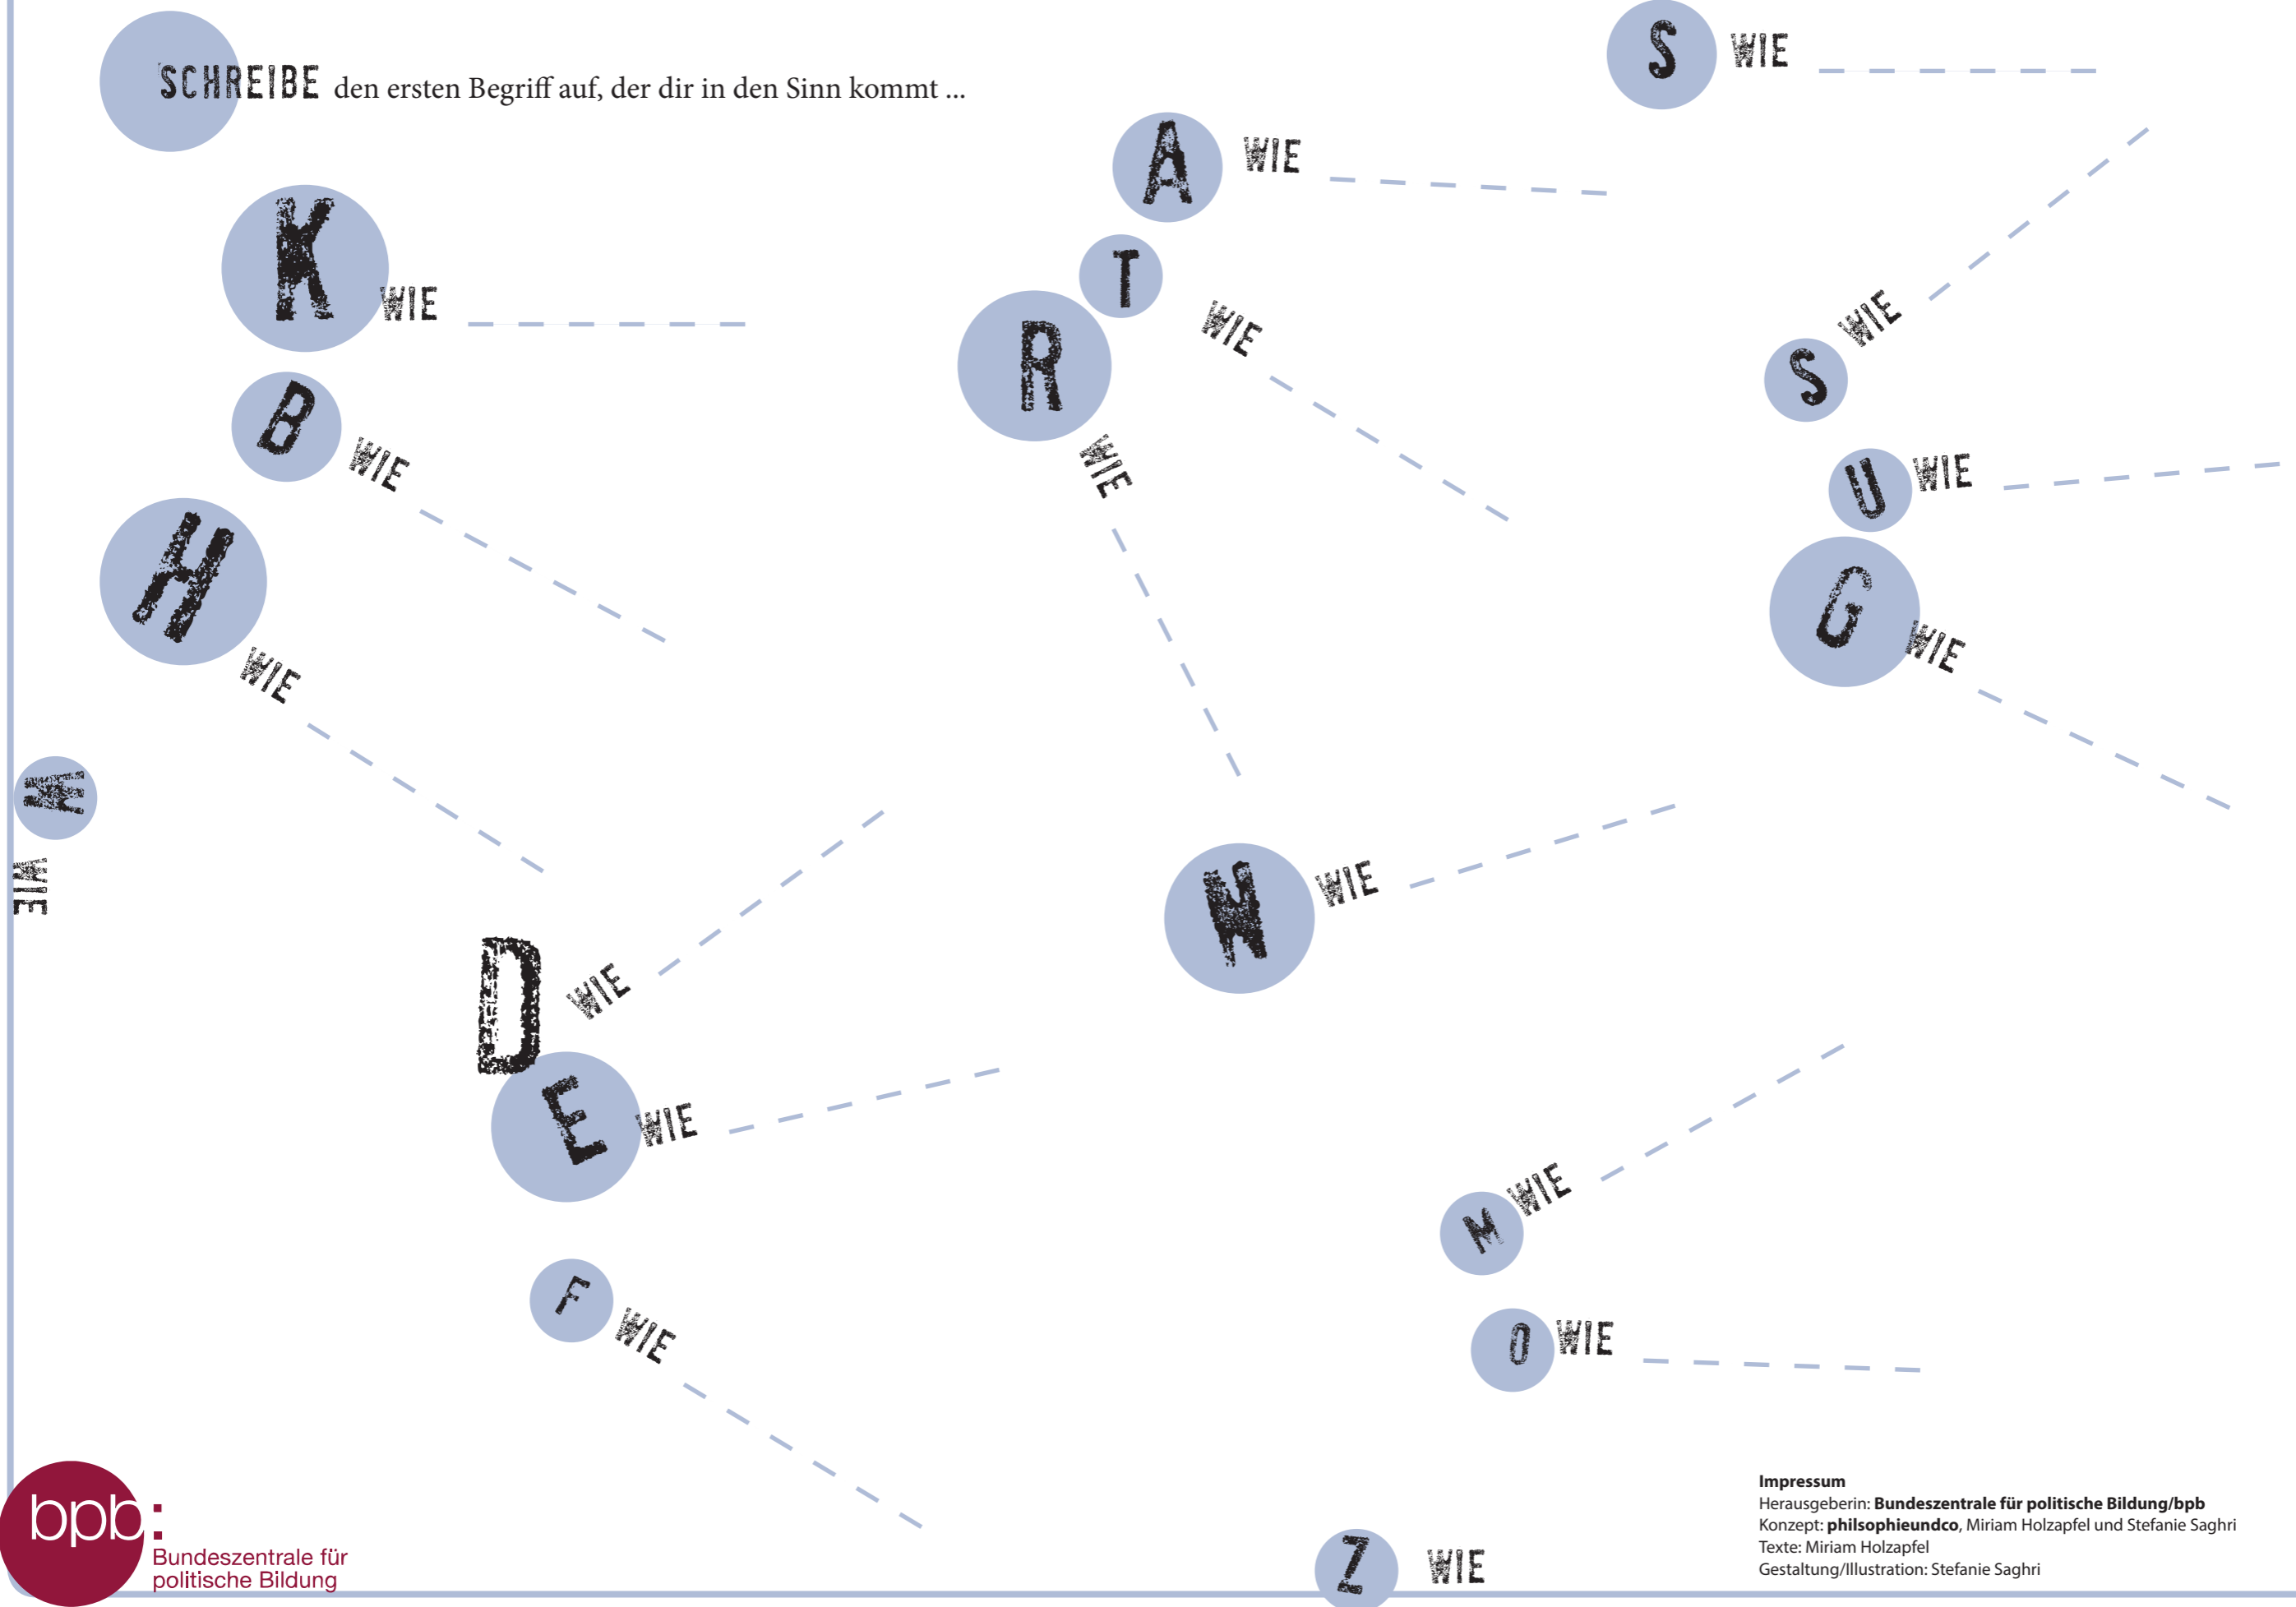 SCHREIBE den ersten Begriff auf, der dir in den Sinn kommt ...
S WIE
A WIE
T WIE
R WIE
K WIE
B WIE
H WIE
S WIE
U WIE
G WIE
W WIE
D WIE
E WIE
N WIE
F WIE
M WIE
O WIE
Z WIE
bpb:
Bundeszentrale für
politische Bildung
Impressum
Herausgeberin: Bundeszentrale für politische Bildung/bpb
Konzept: philsophieundco, Miriam Holzapfel und Stefanie Saghri
Texte: Miriam Holzapfel
Gestaltung/Illustration: Stefanie Saghri